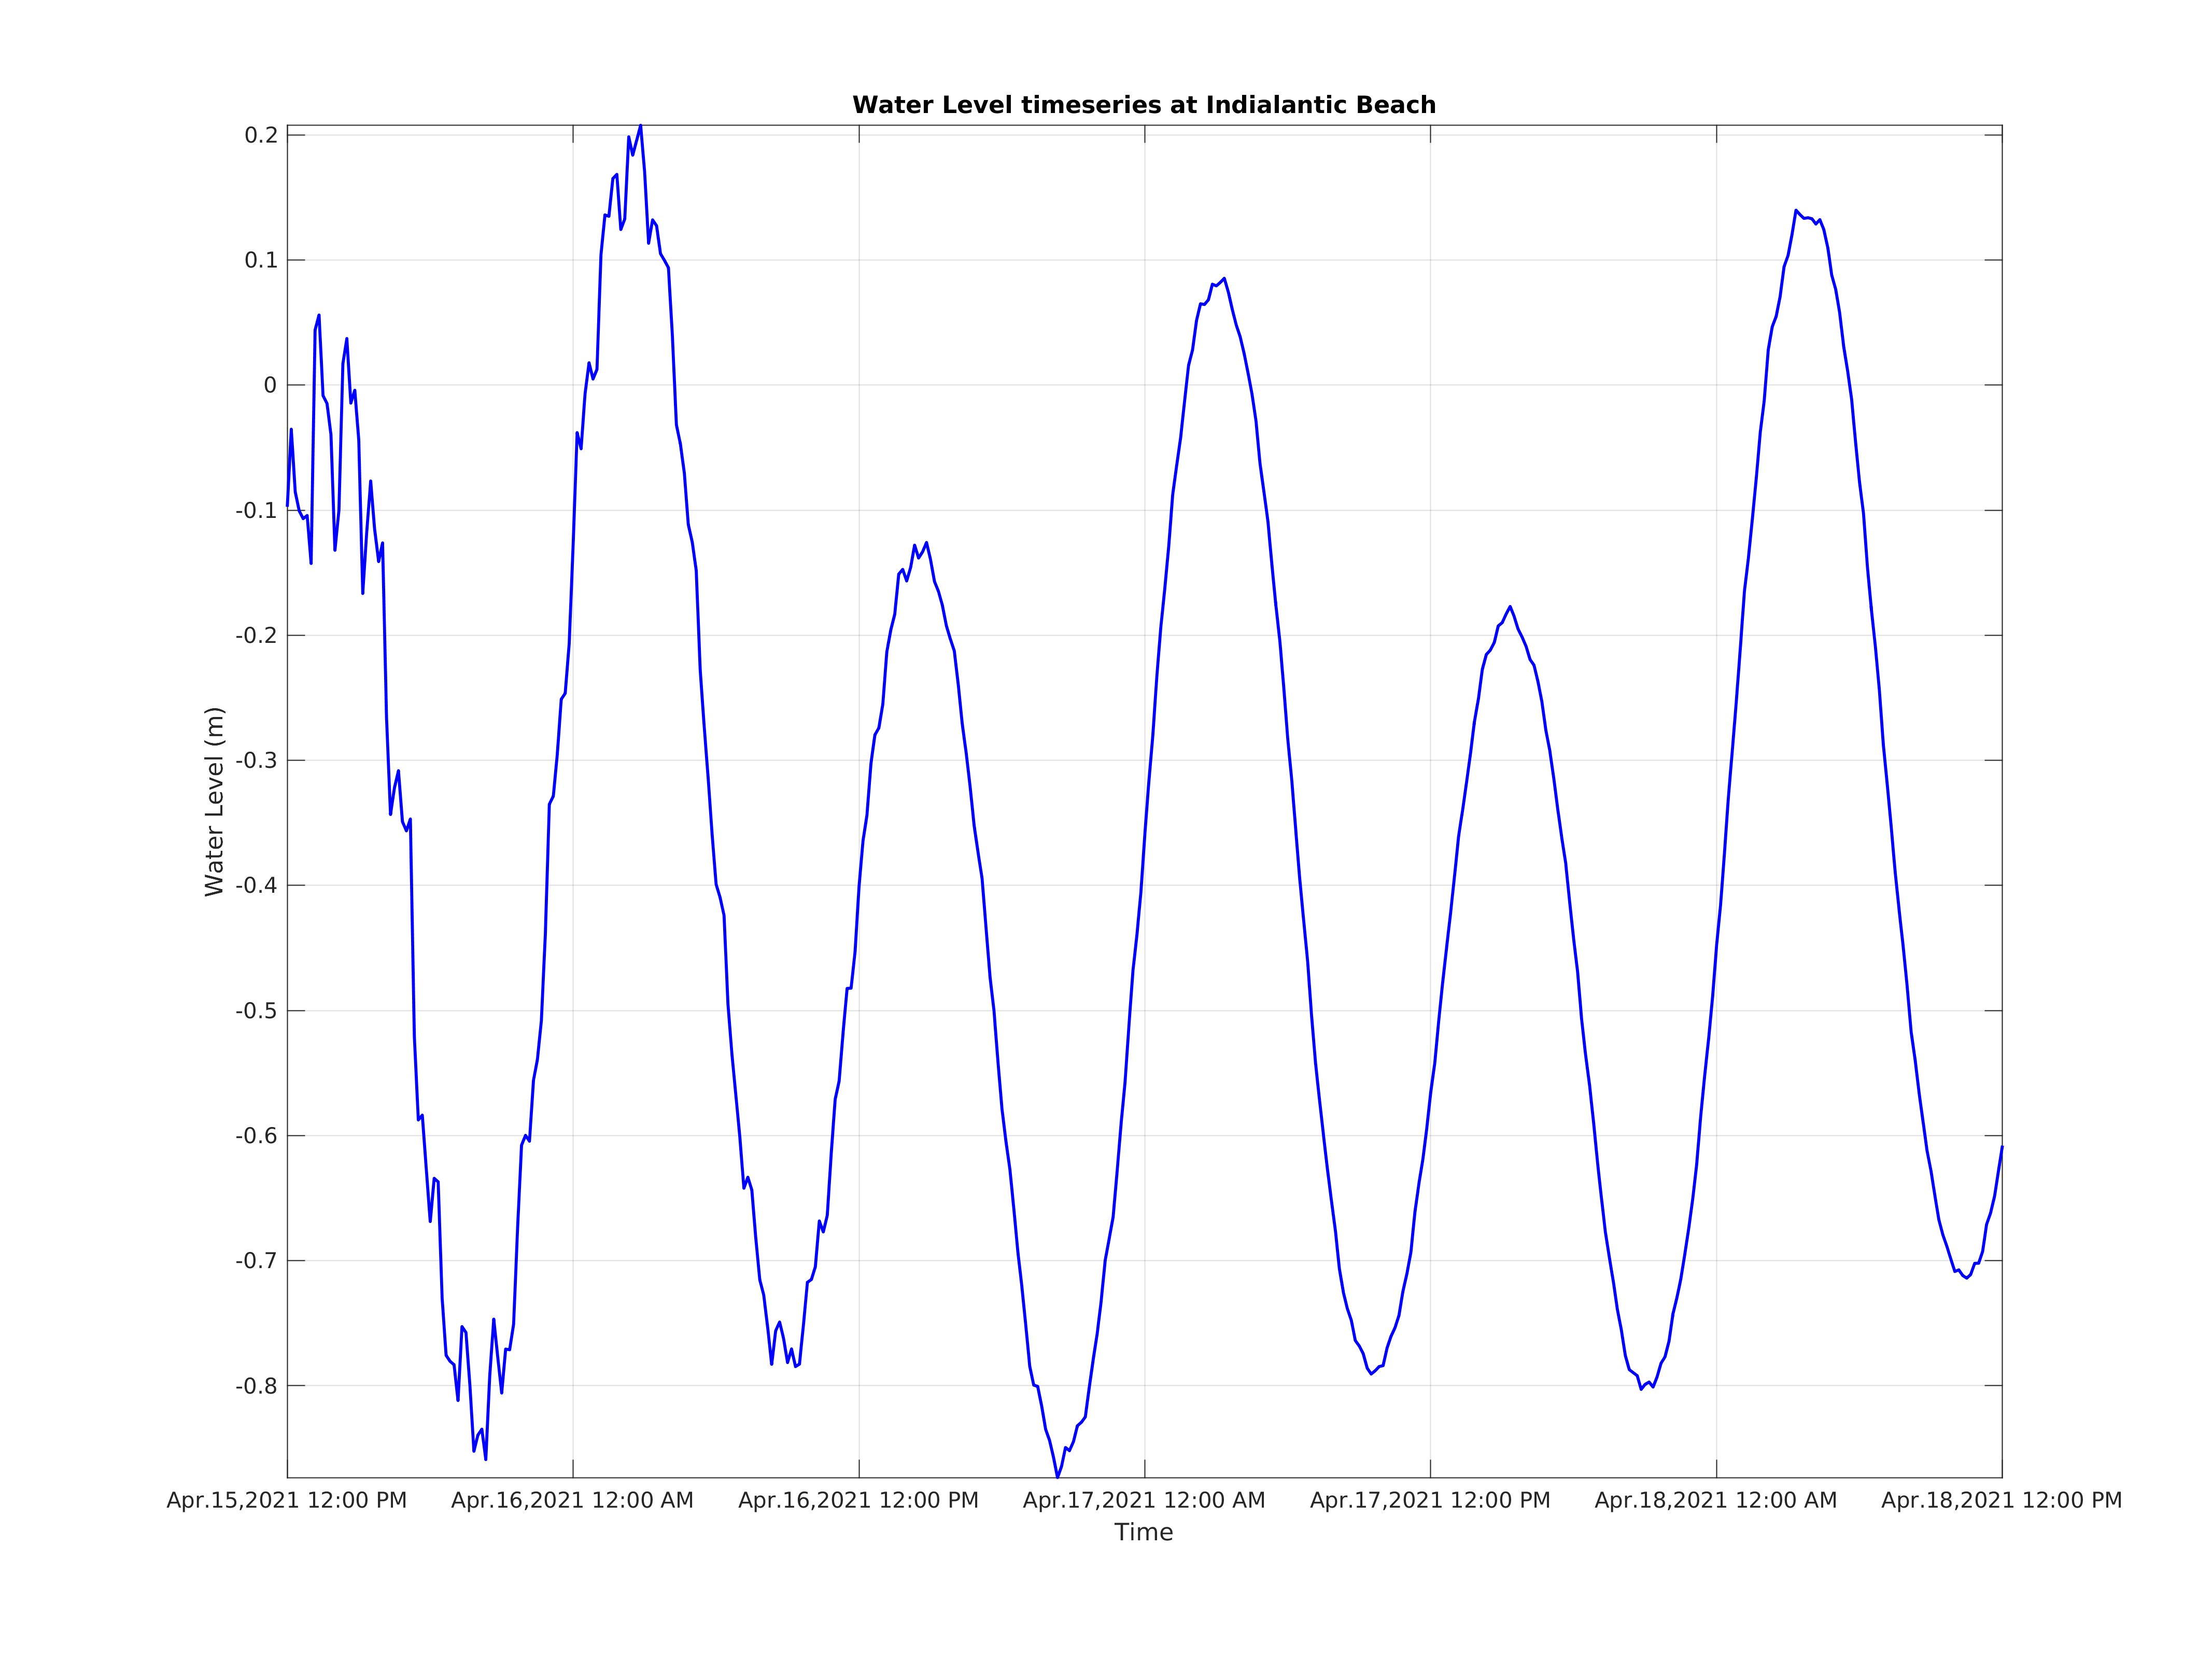 Water Level timeseries at Indialantic Beach
0.2
0.1
0
-0.1
-0.2
-0.3
-0.4
-0.5
-0.6
-0.7
-0.8
Water Level (m)
Apr.15,2021 12:00 PM Apr.16,2021 12:00 AM Apr.16,2021 12:00 PM Apr.17,2021 12:00 AM Apr.17,2021 12:00 PM Apr.18,2021 12:00 AM Apr.18,2021 12:00 PM
Time